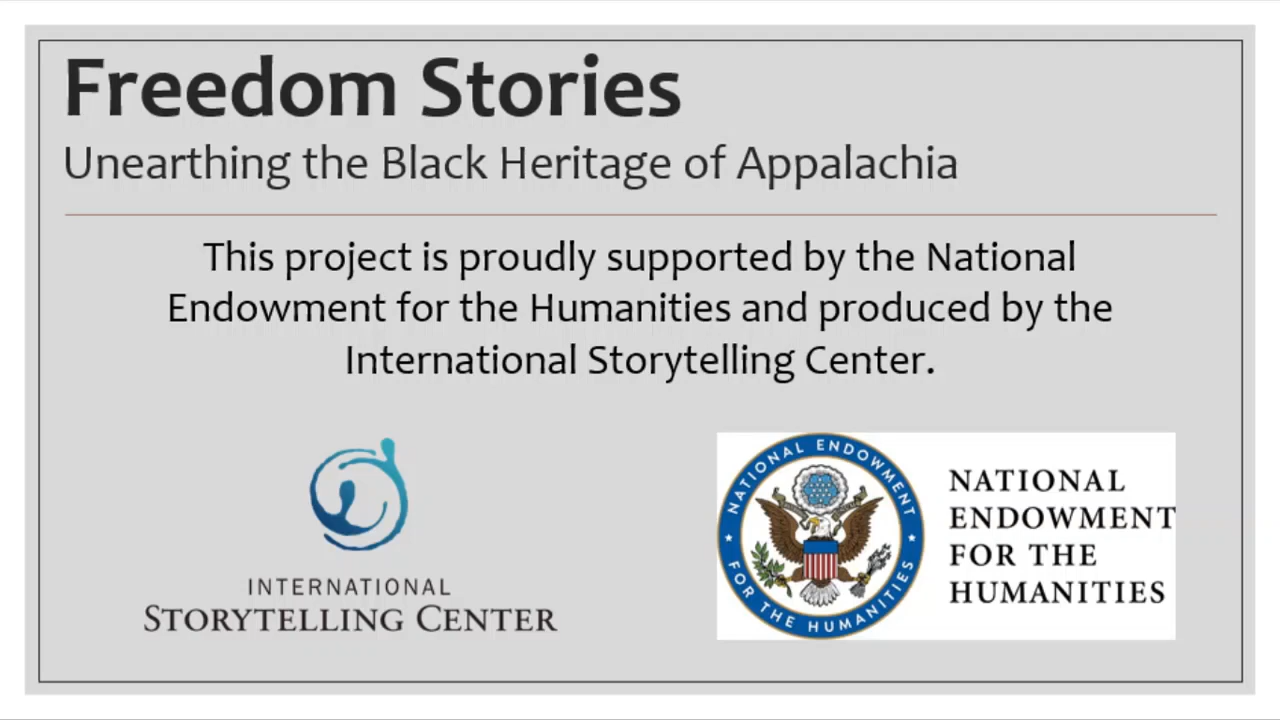 Freedom Stories
Unearthing the Black Heritage of Appalachia
This project is proudly supported by the National
Endowment for the Humanities and produced by the
International Storytelling Center.
INTERNATIONAL
STORYTELLING CENTER
NATIONAL ENDOWMENT
FOR THE HUMANITIES
NATIONAL
ENDOWMENT
FOR THE
HUMANITIES